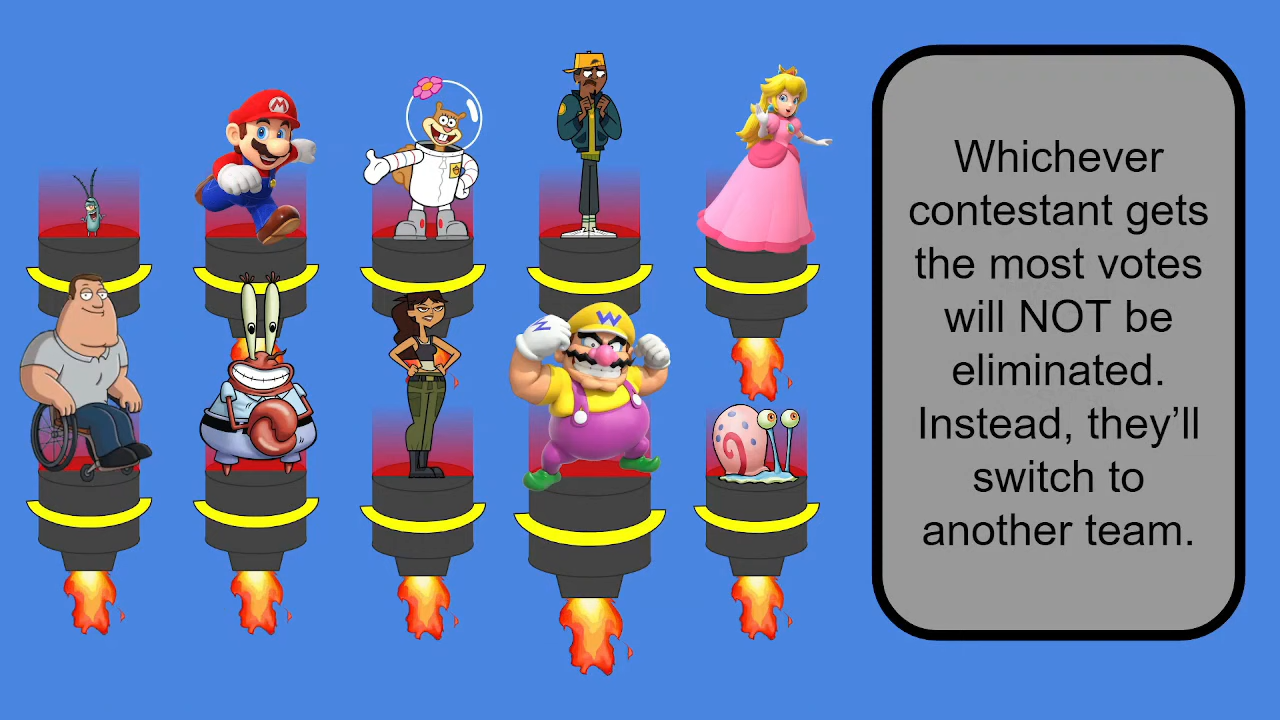 M
W
Z
Whichever
contestant gets
the most votes
will NOT be
eliminated.
Instead, they’ll
switch to
another team.